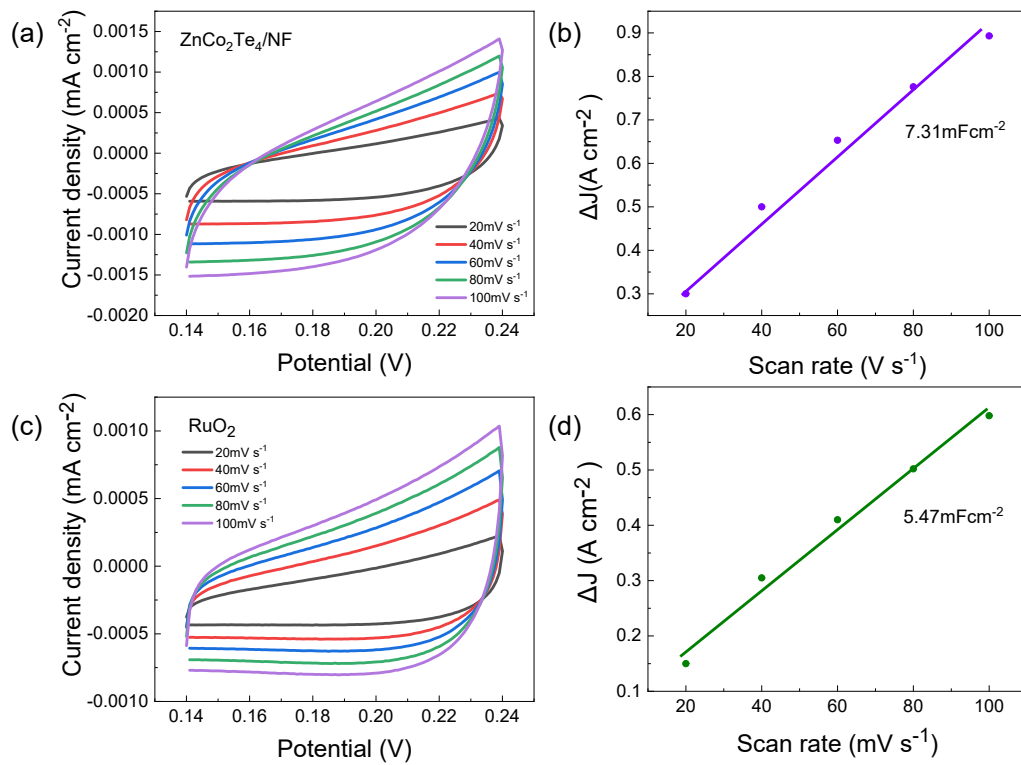 (a)
ZnCo₂Te₄/NF
Current density (mA cm⁻²)
0.0015
0.0010
0.0005
0.0000
-0.0005
-0.0010
-0.0015
-0.0020
20mV s⁻¹
40mV s⁻¹
60mV s⁻¹
80mV s⁻¹
100mV s⁻¹
0.14 0.16 0.18 0.20 0.22 0.24
Potential (V)
(b)
ΔJ(A cm⁻²)
0.9
0.8
0.7
0.6
0.5
0.4
0.3
7.31mFcm⁻²
20 40 60 80 100
Scan rate (V s⁻¹)
(c)
RuO₂
Current density (mA cm⁻²)
0.0010
0.0005
0.0000
-0.0005
-0.0010
20mV s⁻¹
40mV s⁻¹
60mV s⁻¹
80mV s⁻¹
100mV s⁻¹
0.14 0.16 0.18 0.20 0.22 0.24
Potential (V)
(d)
ΔJ (A cm⁻²)
0.6
0.5
0.4
0.3
0.2
0.1
5.47mFcm⁻²
20 40 60 80 100
Scan rate (mV s⁻¹)